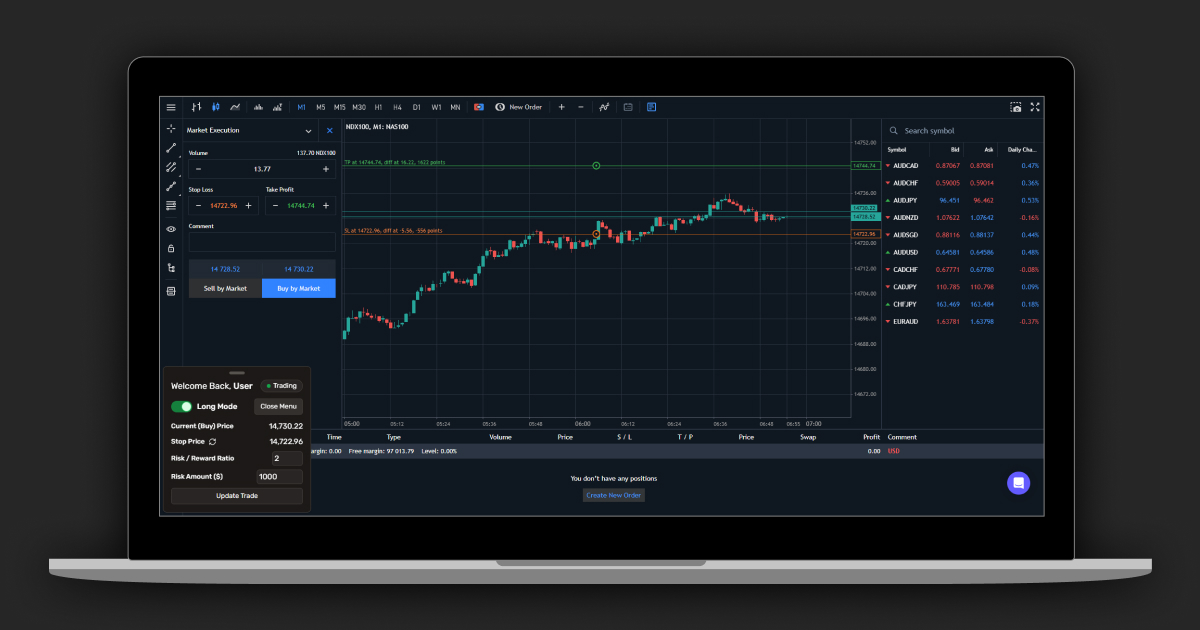 M1 M5 M15 M30 H1 H4 D1 W1 MN New Order
Market Execution
Volume 137.70 NDX100
− 13.77 +
Stop Loss Take Profit
− 14722.96 + − 14744.74 +
Comment
14 728.52 14 730.22
Sell by Market Buy by Market
NDX100, M1: NAS100
TP at 14744.74, diff at 16.22, 1622 points
SL at 14722.96, diff at -5.56, -556 points
14752.00
14744.74
14736.00
14730.22
14728.52
14722.96
14720.00
14712.00
14704.00
14696.00
14688.00
14680.00
14672.00
05:00 05:12 05:24 05:36 05:48 06:00 06:12 06:24 06:36 06:48 06:55 07:00
Search symbol
Symbol Bid Ask Daily Cha...
AUDCAD 0.87067 0.87081 0.47%
AUDCHF 0.59005 0.59014 0.36%
AUDJPY 96.451 96.462 0.53%
AUDNZD 1.07622 1.07642 -0.16%
AUDSGD 0.88116 0.88137 0.44%
AUDUSD 0.64581 0.64586 0.48%
CADCHF 0.67771 0.67780 -0.08%
CADJPY 110.785 110.798 0.09%
CHFJPY 163.469 163.484 0.18%
EURAUD 1.63781 1.63798 -0.37%
Welcome Back, User Trading
Long Mode Close Menu
Current (Buy) Price 14,730.22
Stop Price 14,722.96
Risk / Reward Ratio 2
Risk Amount ($) 1000
Update Trade
Time Type Volume Price S / L T / P Price Swap Profit Comment
argin: 0.00 Free margin: 97 013.79 Level: 0.00% 0.00 USD
You don't have any positions
Create New Order